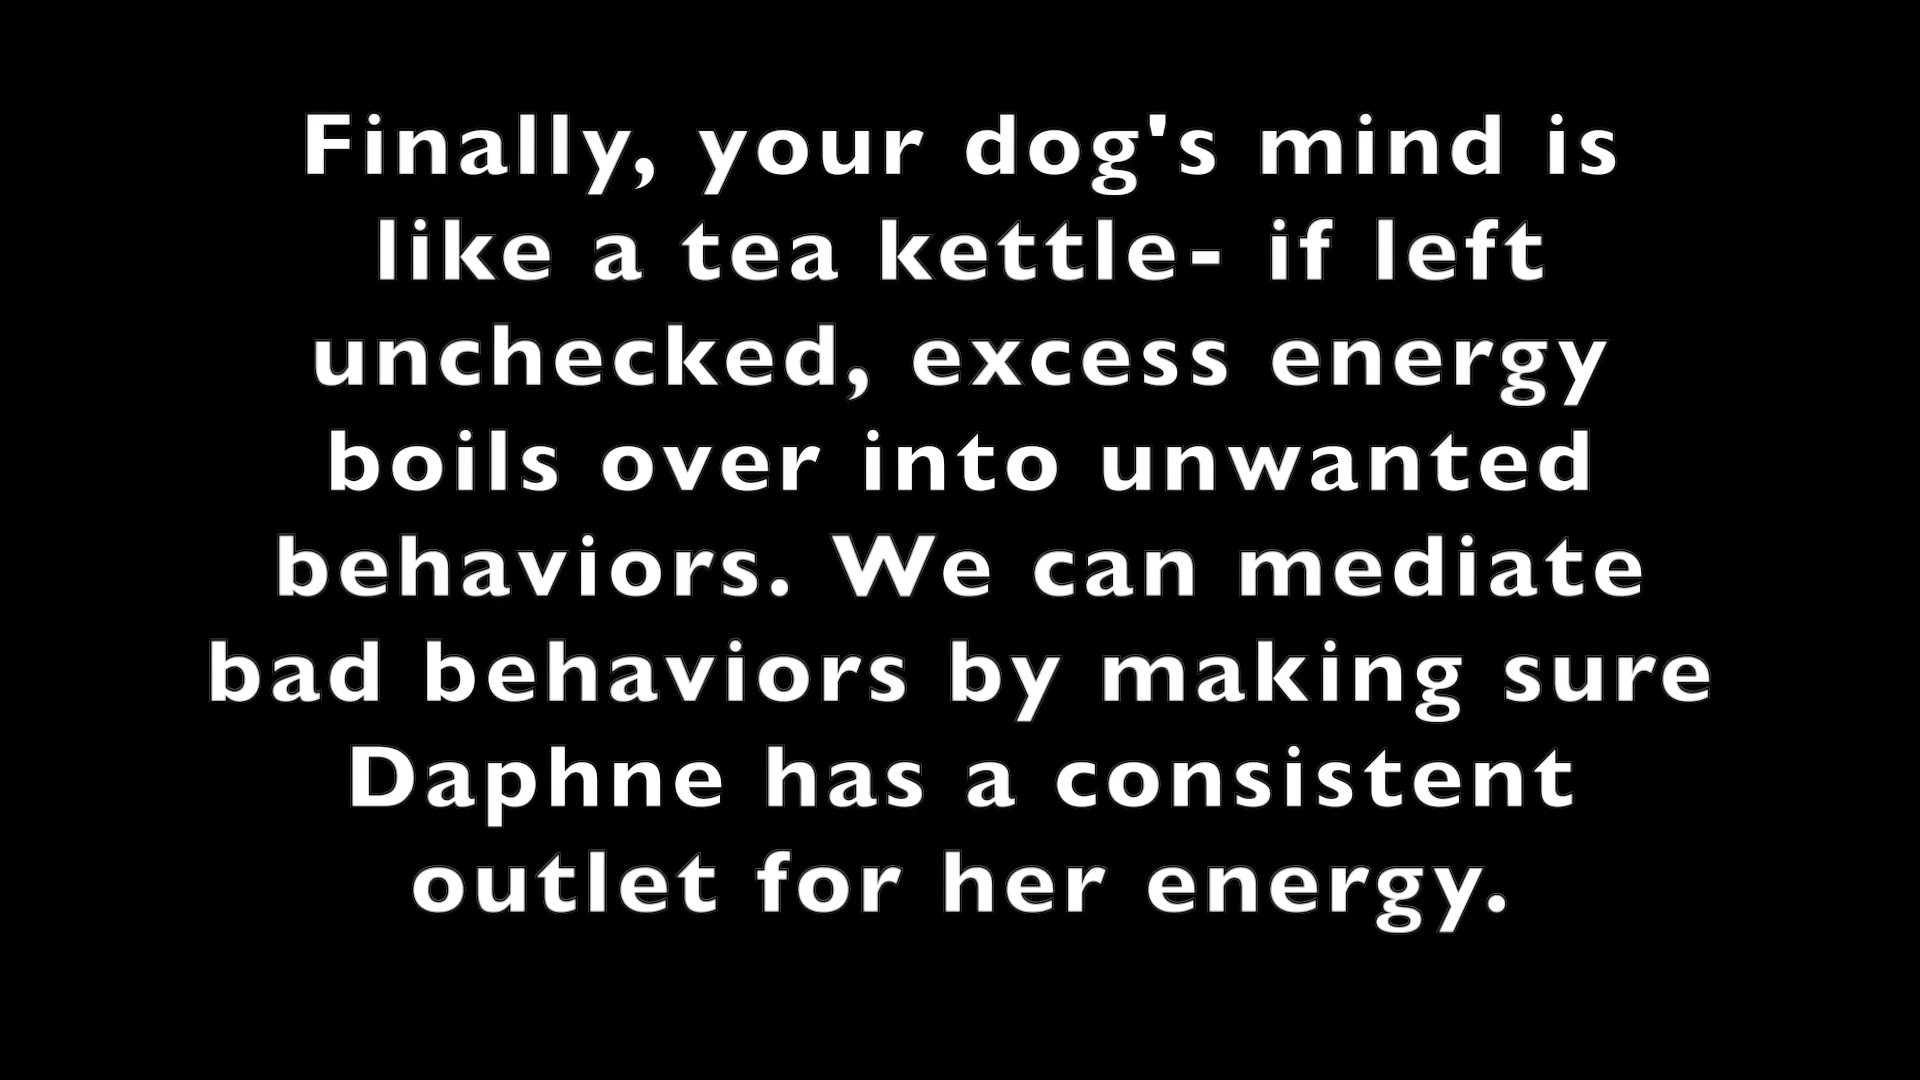 Finally, your dog's mind is
like a tea kettle- if left
unchecked, excess energy
boils over into unwanted
behaviors. We can mediate
bad behaviors by making sure
Daphne has a consistent
outlet for her energy.